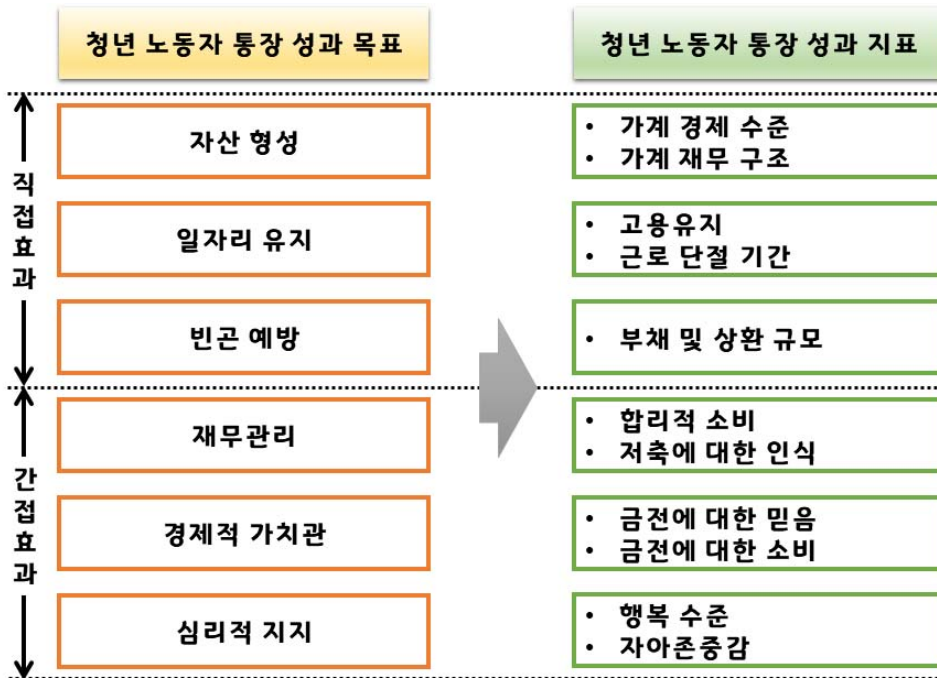 청년 노동자 통장 성과 목표
청년 노동자 통장 성과 지표
직접효과
자산 형성
• 가계 경제 수준
• 가계 재무 구조
일자리 유지
• 고용유지
• 근로 단절 기간
빈곤 예방
• 부채 및 상환 규모
간접효과
재무관리
• 합리적 소비
• 저축에 대한 인식
경제적 가치관
• 금전에 대한 믿음
• 금전에 대한 소비
심리적 지지
• 행복 수준
• 자아존중감